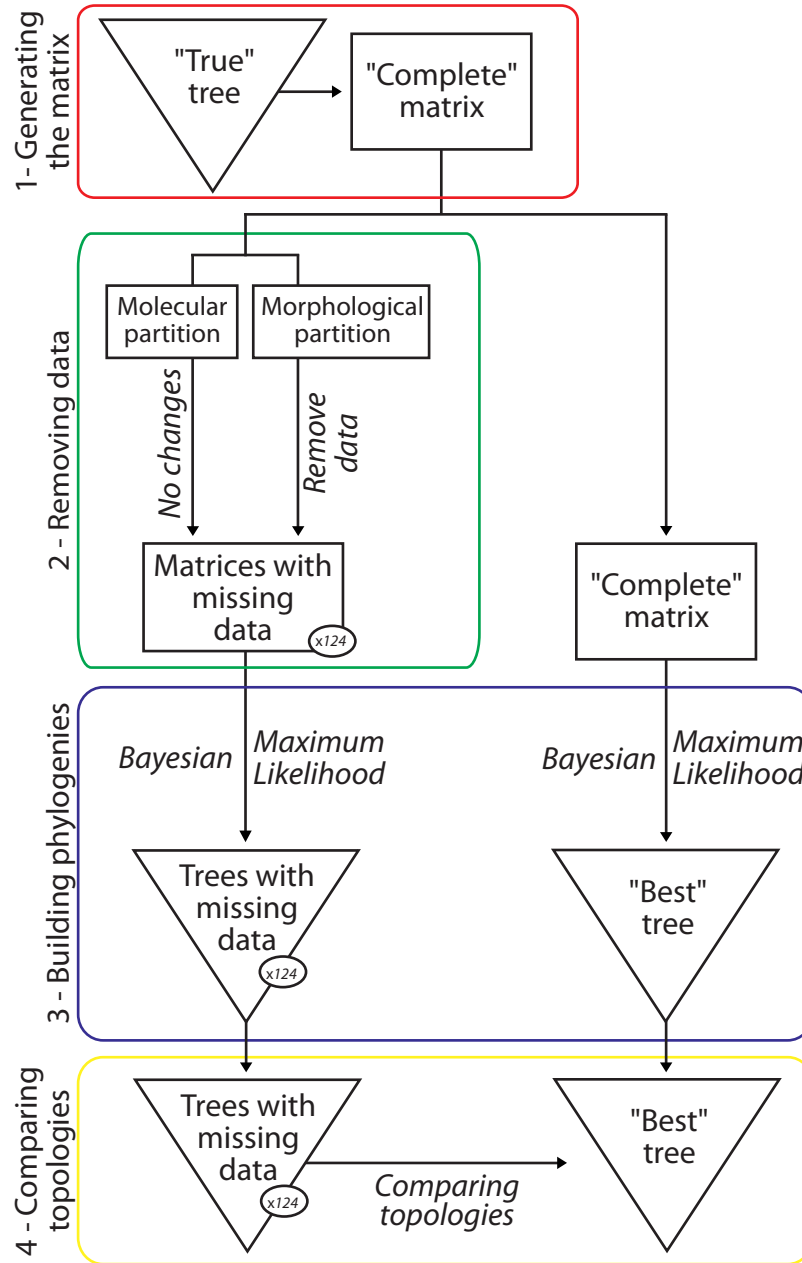 1- Generating
the matrix
"True"
tree
"Complete"
matrix
2 - Removing data
Molecular
partition
Morphological
partition
No changes
Remove
data
Matrices with
missing
data
x124
"Complete"
matrix
3 - Building phylogenies
Bayesian
Maximum
Likelihood
Bayesian
Maximum
Likelihood
Trees with
missing
data
x124
"Best"
tree
4 - Comparing
topologies
Trees with
missing
data
x124
Comparing
topologies
"Best"
tree